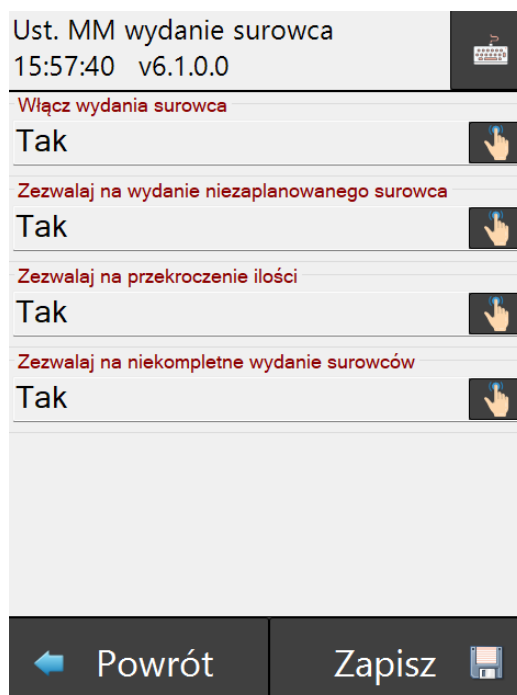 Ust. MM wydanie surowca
15:57:40 v6.1.0.0
Włącz wydania surowca
Tak
Zezwalaj na wydanie niezaplanowanego surowca
Tak
Zezwalaj na przekroczenie ilości
Tak
Zezwalaj na niekompletne wydanie surowców
Tak
Powrót
Zapisz